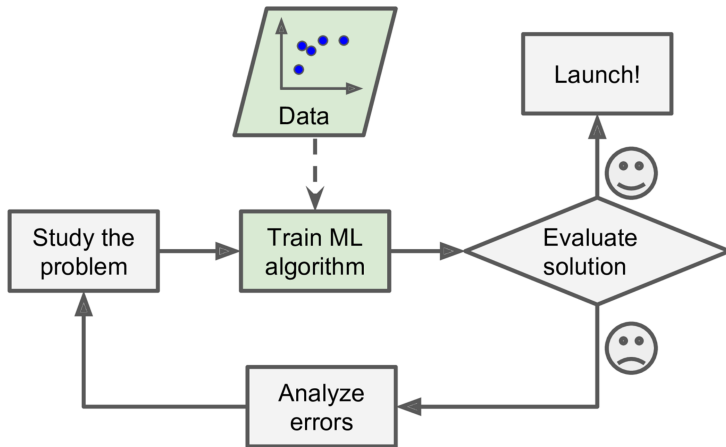 Data
Launch!
Study the
problem
Train ML
algorithm
Evaluate
solution
Analyze
errors